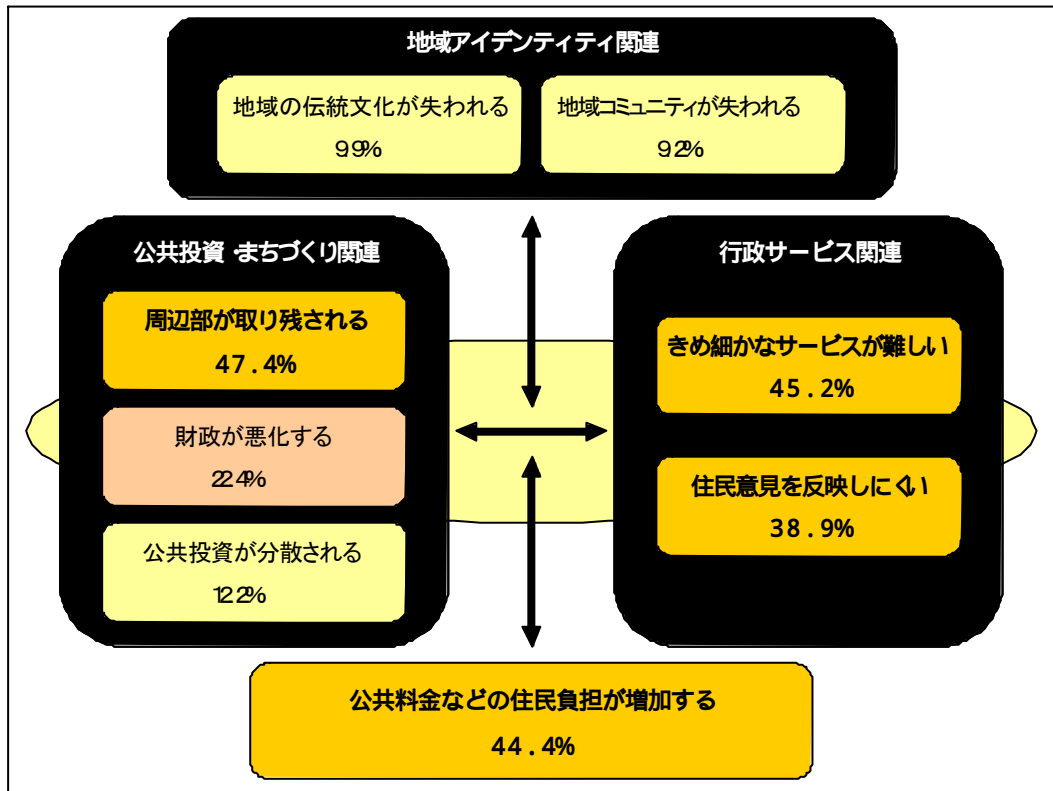 地域アイデンティティ関連
地域の伝統文化が失われる
9.9%
地域コミュニティが失われる
9.2%
公共投資・まちづくり関連
周辺部が取り残される
47.4%
財政が悪化する
22.4%
公共投資が分散される
12.2%
行政サービス関連
きめ細かなサービスが難しい
45.2%
住民意見を反映しにくい
38.9%
公共料金などの住民負担が増加する
44.4%